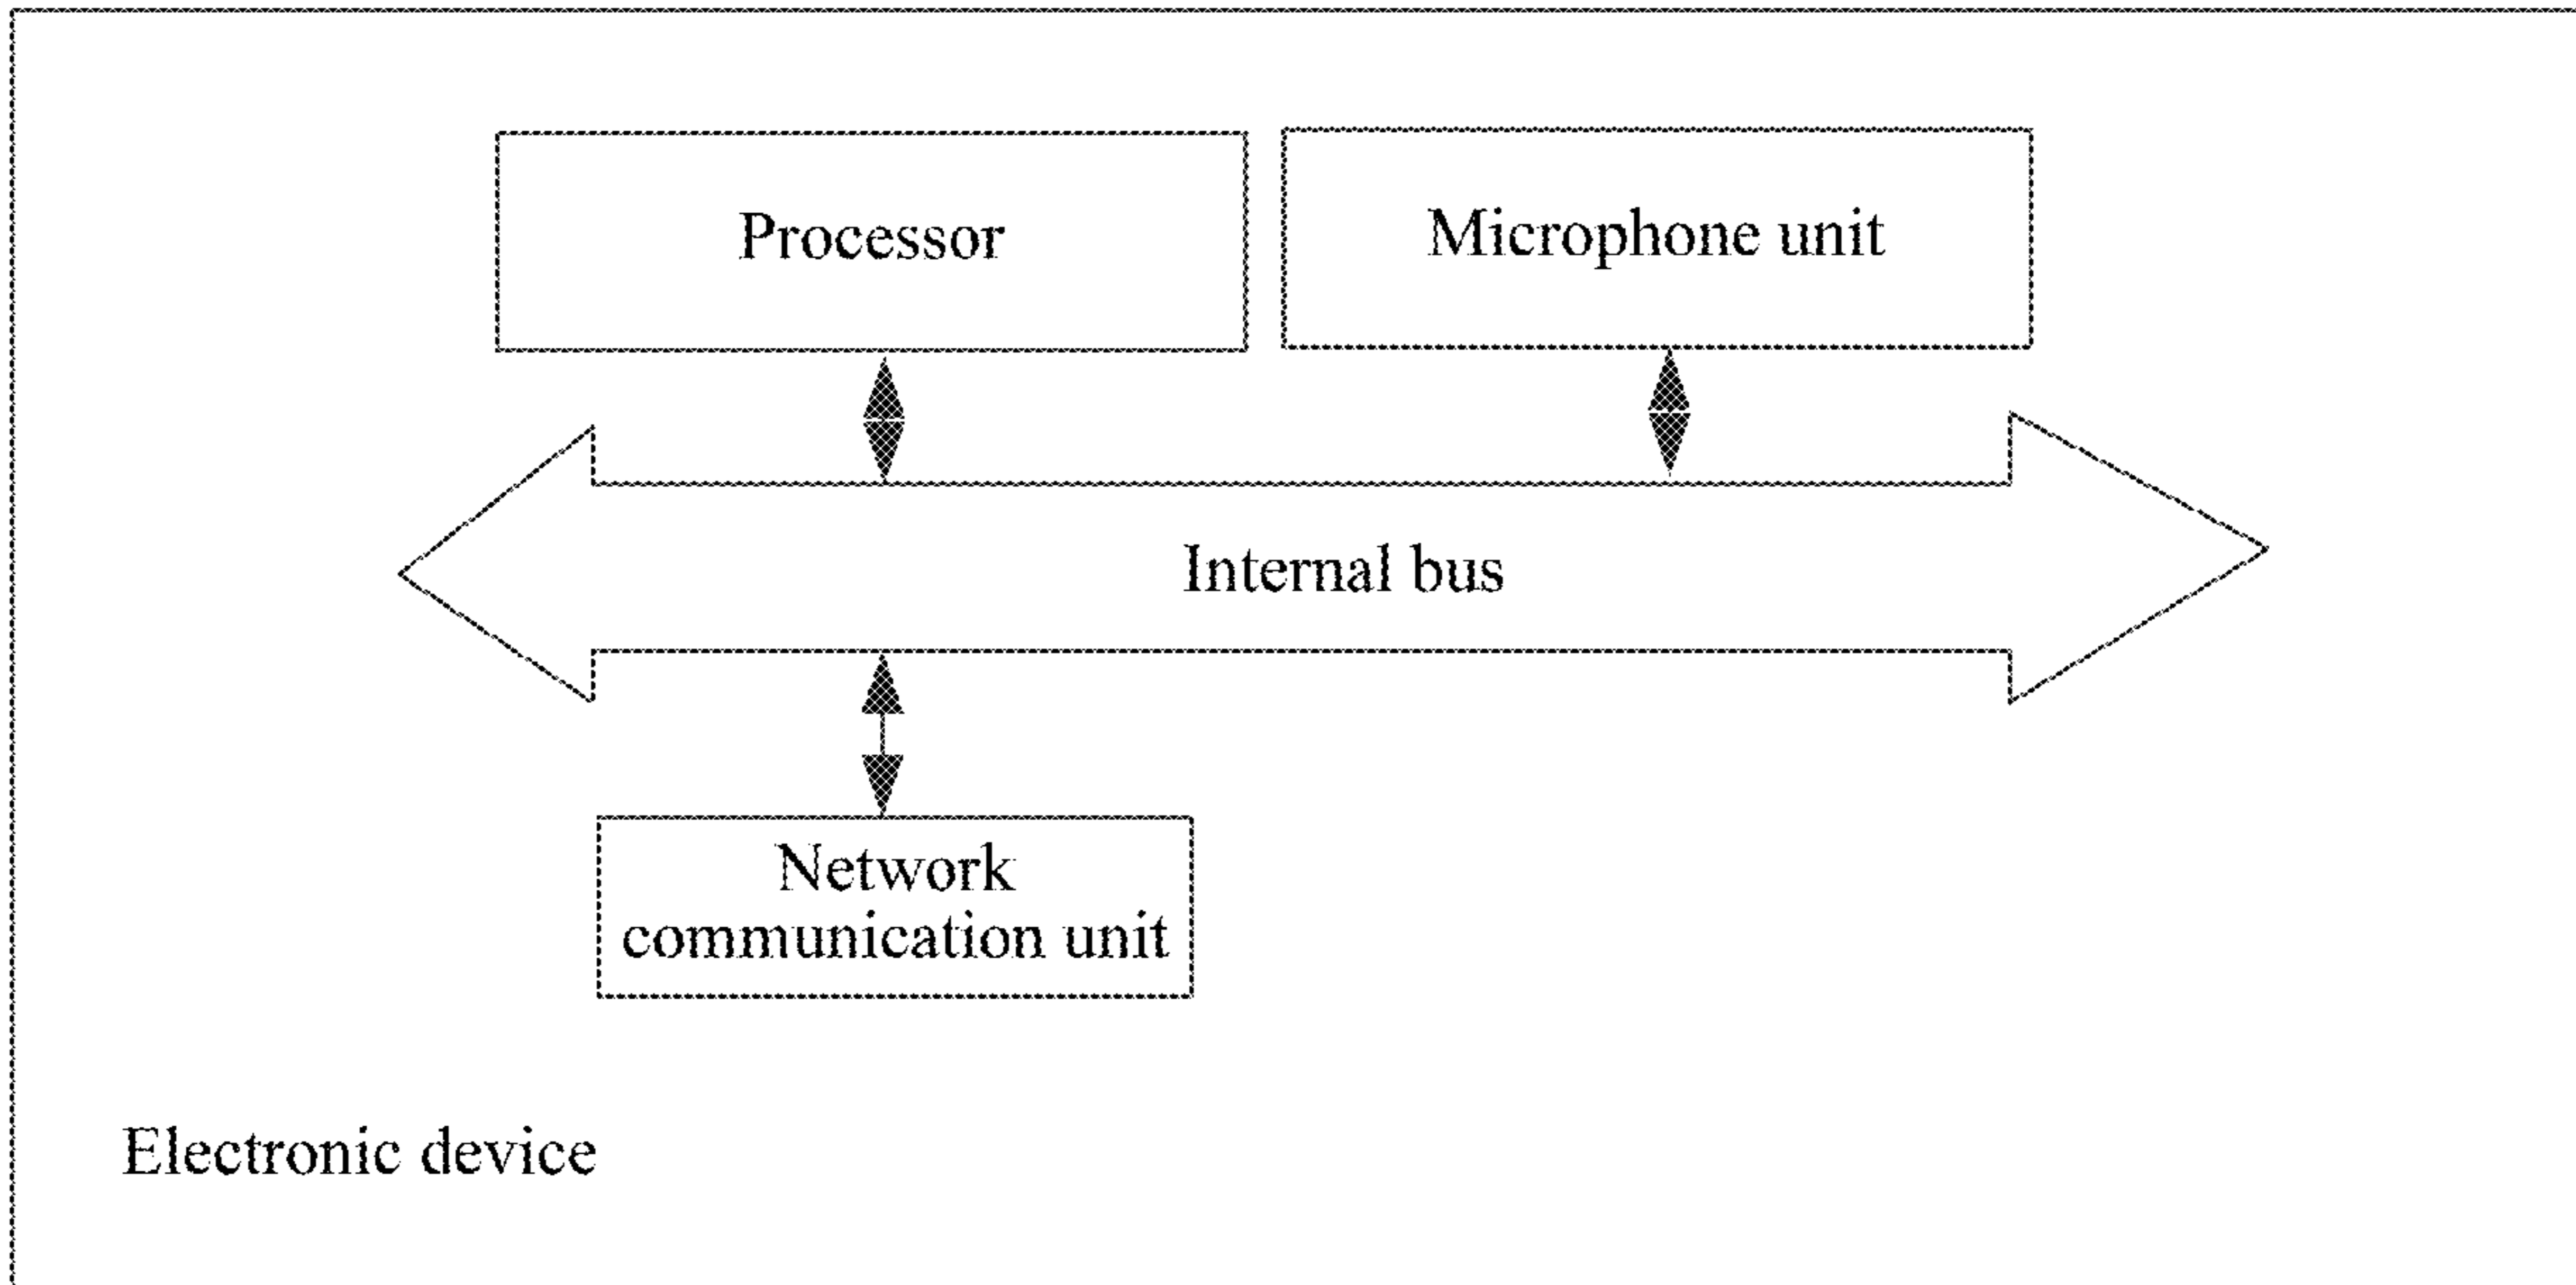 Processor
Microphone unit
Internal bus
Network
communication unit
Electronic device